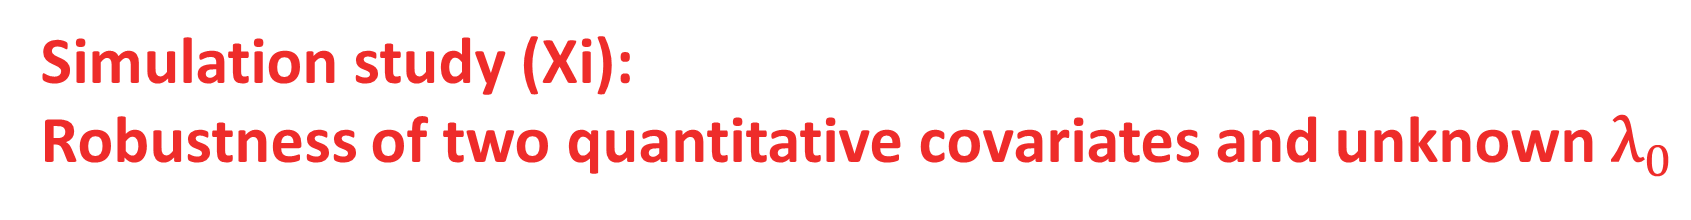 Simulation study (Xi):
Robustness of two quantitative covariates and unknown λ₀